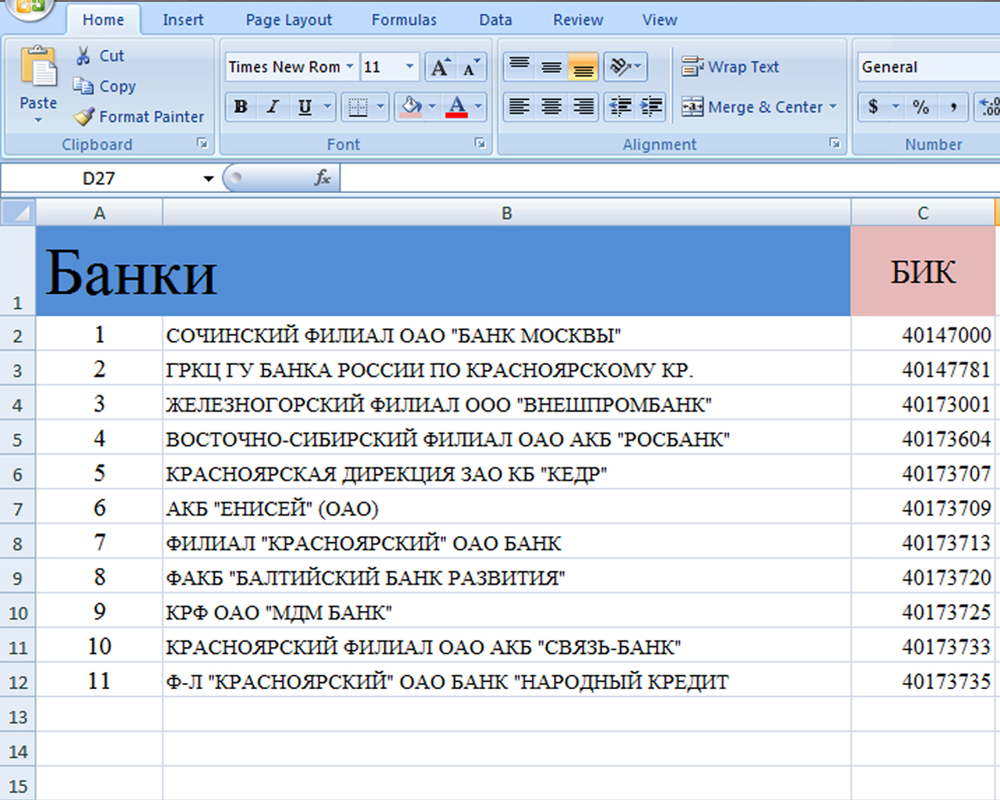 Home Insert Page Layout Formulas Data Review View
Cut
Copy
Format Painter
Paste
Clipboard
Times New Rom 11 A A
B I U A
Font
Wrap Text
Merge & Center
Alignment
General
$ % , .00
Number
D27 fx
A B C
1 Банки БИК
2 1 СОЧИНСКИЙ ФИЛИАЛ ОАО "БАНК МОСКВЫ" 40147000
3 2 ГРКЦ ГУ БАНКА РОССИИ ПО КРАСНОЯРСКОМУ КР. 40147781
4 3 ЖЕЛЕЗНОГОРСКИЙ ФИЛИАЛ ООО "ВНЕШПРОМБАНК" 40173001
5 4 ВОСТОЧНО-СИБИРСКИЙ ФИЛИАЛ ОАО АКБ "РОСБАНК" 40173604
6 5 КРАСНОЯРСКАЯ ДИРЕКЦИЯ ЗАО КБ "КЕДР" 40173707
7 6 АКБ "ЕНИСЕЙ" (ОАО) 40173709
8 7 ФИЛИАЛ "КРАСНОЯРСКИЙ" ОАО БАНК 40173713
9 8 ФАКБ "БАЛТИЙСКИЙ БАНК РАЗВИТИЯ" 40173720
10 9 КРФ ОАО "МДМ БАНК" 40173725
11 10 КРАСНОЯРСКИЙ ФИЛИАЛ ОАО АКБ "СВЯЗЬ-БАНК" 40173733
12 11 Ф-Л "КРАСНОЯРСКИЙ" ОАО БАНК "НАРОДНЫЙ КРЕДИТ 40173735
13
14
15